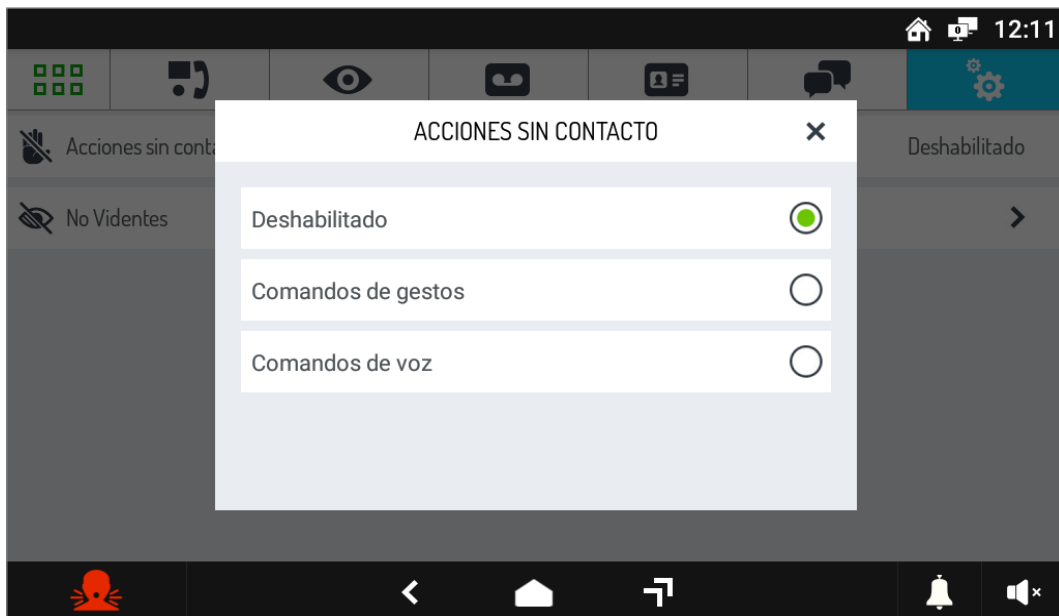 12:11
ACCIONES SIN CONTACTO
Acciones sin conta
Deshabilitado
No Videntes
Deshabilitado
Comandos de gestos
Comandos de voz